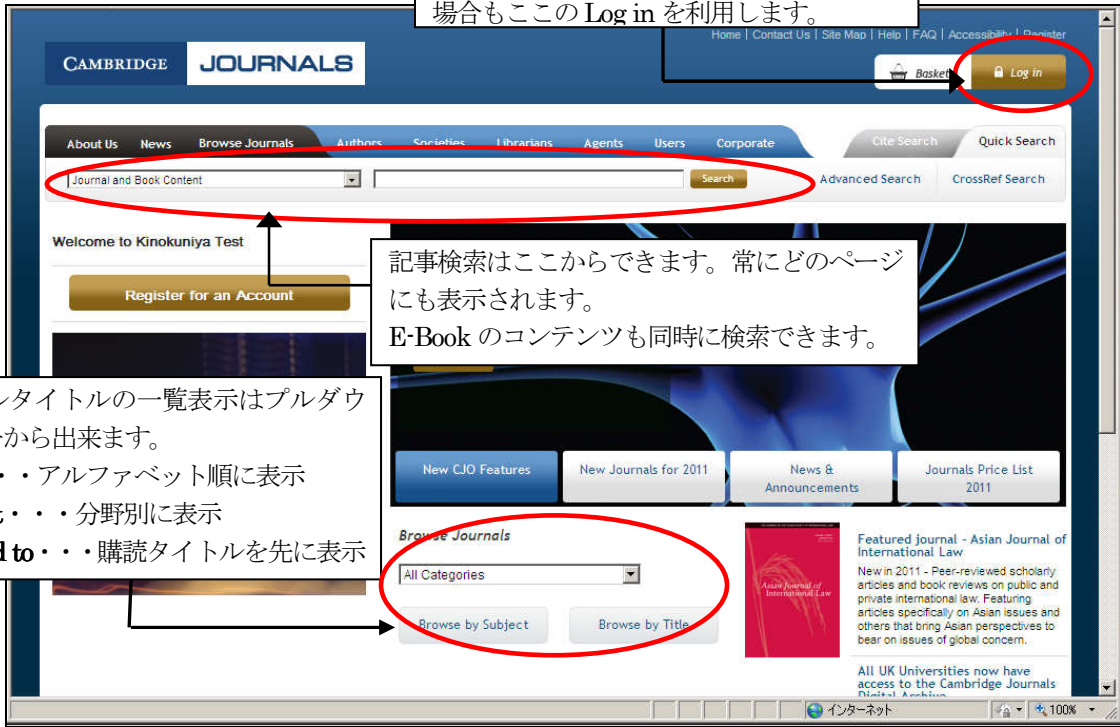 場合もここの Log in を利用します。
Home | Contact Us | Site Map | Help | FAQ | Accessibility | Register
CAMBRIDGE JOURNALS
Basket Log in
About Us News Browse Journals Authors Societies Librarians Agents Users Corporate Cite Search Quick Search
Journal and Book Content Search Advanced Search CrossRef Search
Welcome to Kinokuniya Test
Register for an Account
記事検索はここからできます。常にどのページ
にも表示されます。
E-Book のコンテンツも同時に検索できます。
ルタイトルの一覧表示はプルダウ
から出来ます。
・・アルファベット順に表示
・・・分野別に表示
d to・・・購読タイトルを先に表示
New CJO Features
New Journals for 2011
News &
Announcements
Journals Price List
2011
Browse Journals
All Categories
Browse by Subject Browse by Title
Asian Journal of
International Law
Featured journal - Asian Journal of
International Law
New in 2011 - Peer-reviewed scholarly
articles and book reviews on public and
private international law. Featuring
articles specifically on Asian issues and
others that bring Asian perspectives to
bear on issues of global concern.
All UK Universities now have
access to the Cambridge Journals
Digital Archive
インターネット 100%